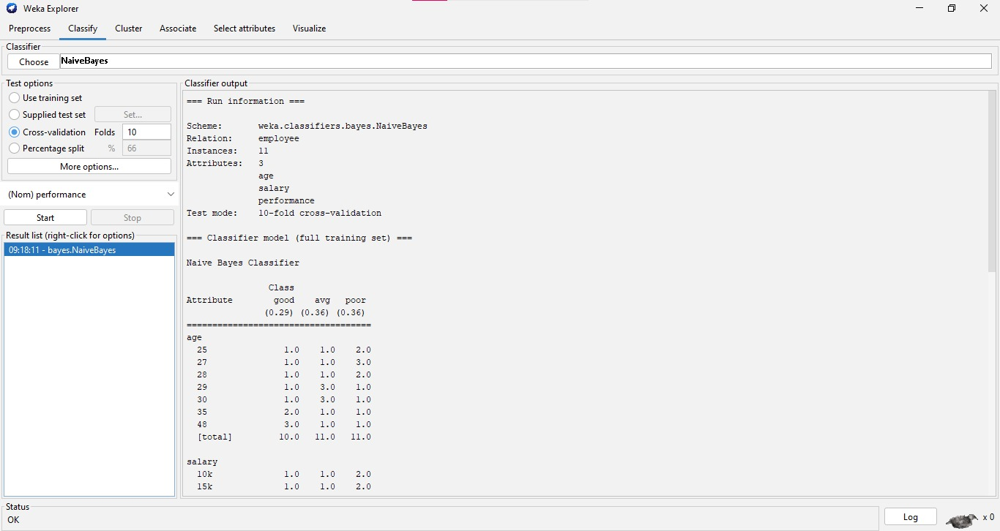 Weka Explorer
Preprocess Classify Cluster Associate Select attributes Visualize
Classifier
Choose NaiveBayes
Test options
Use training set
Supplied test set Set...
Cross-validation Folds 10
Percentage split % 66
More options...
(Nom) performance
Start Stop
Result list (right-click for options)
09:18:11 - bayes.NaiveBayes
Classifier output
=== Run information ===
Scheme: weka.classifiers.bayes.NaiveBayes
Relation: employee
Instances: 11
Attributes: 3
age
salary
performance
Test mode: 10-fold cross-validation
=== Classifier model (full training set) ===
Naive Bayes Classifier
Class
Attribute good avg poor
(0.29) (0.36) (0.36)
====================================
age
25 1.0 1.0 2.0
27 1.0 1.0 3.0
28 1.0 1.0 2.0
29 1.0 3.0 1.0
30 1.0 3.0 1.0
35 2.0 1.0 1.0
48 3.0 1.0 1.0
[total] 10.0 11.0 11.0
salary
10k 1.0 1.0 2.0
15k 1.0 1.0 2.0
Status
OK
Log x 0